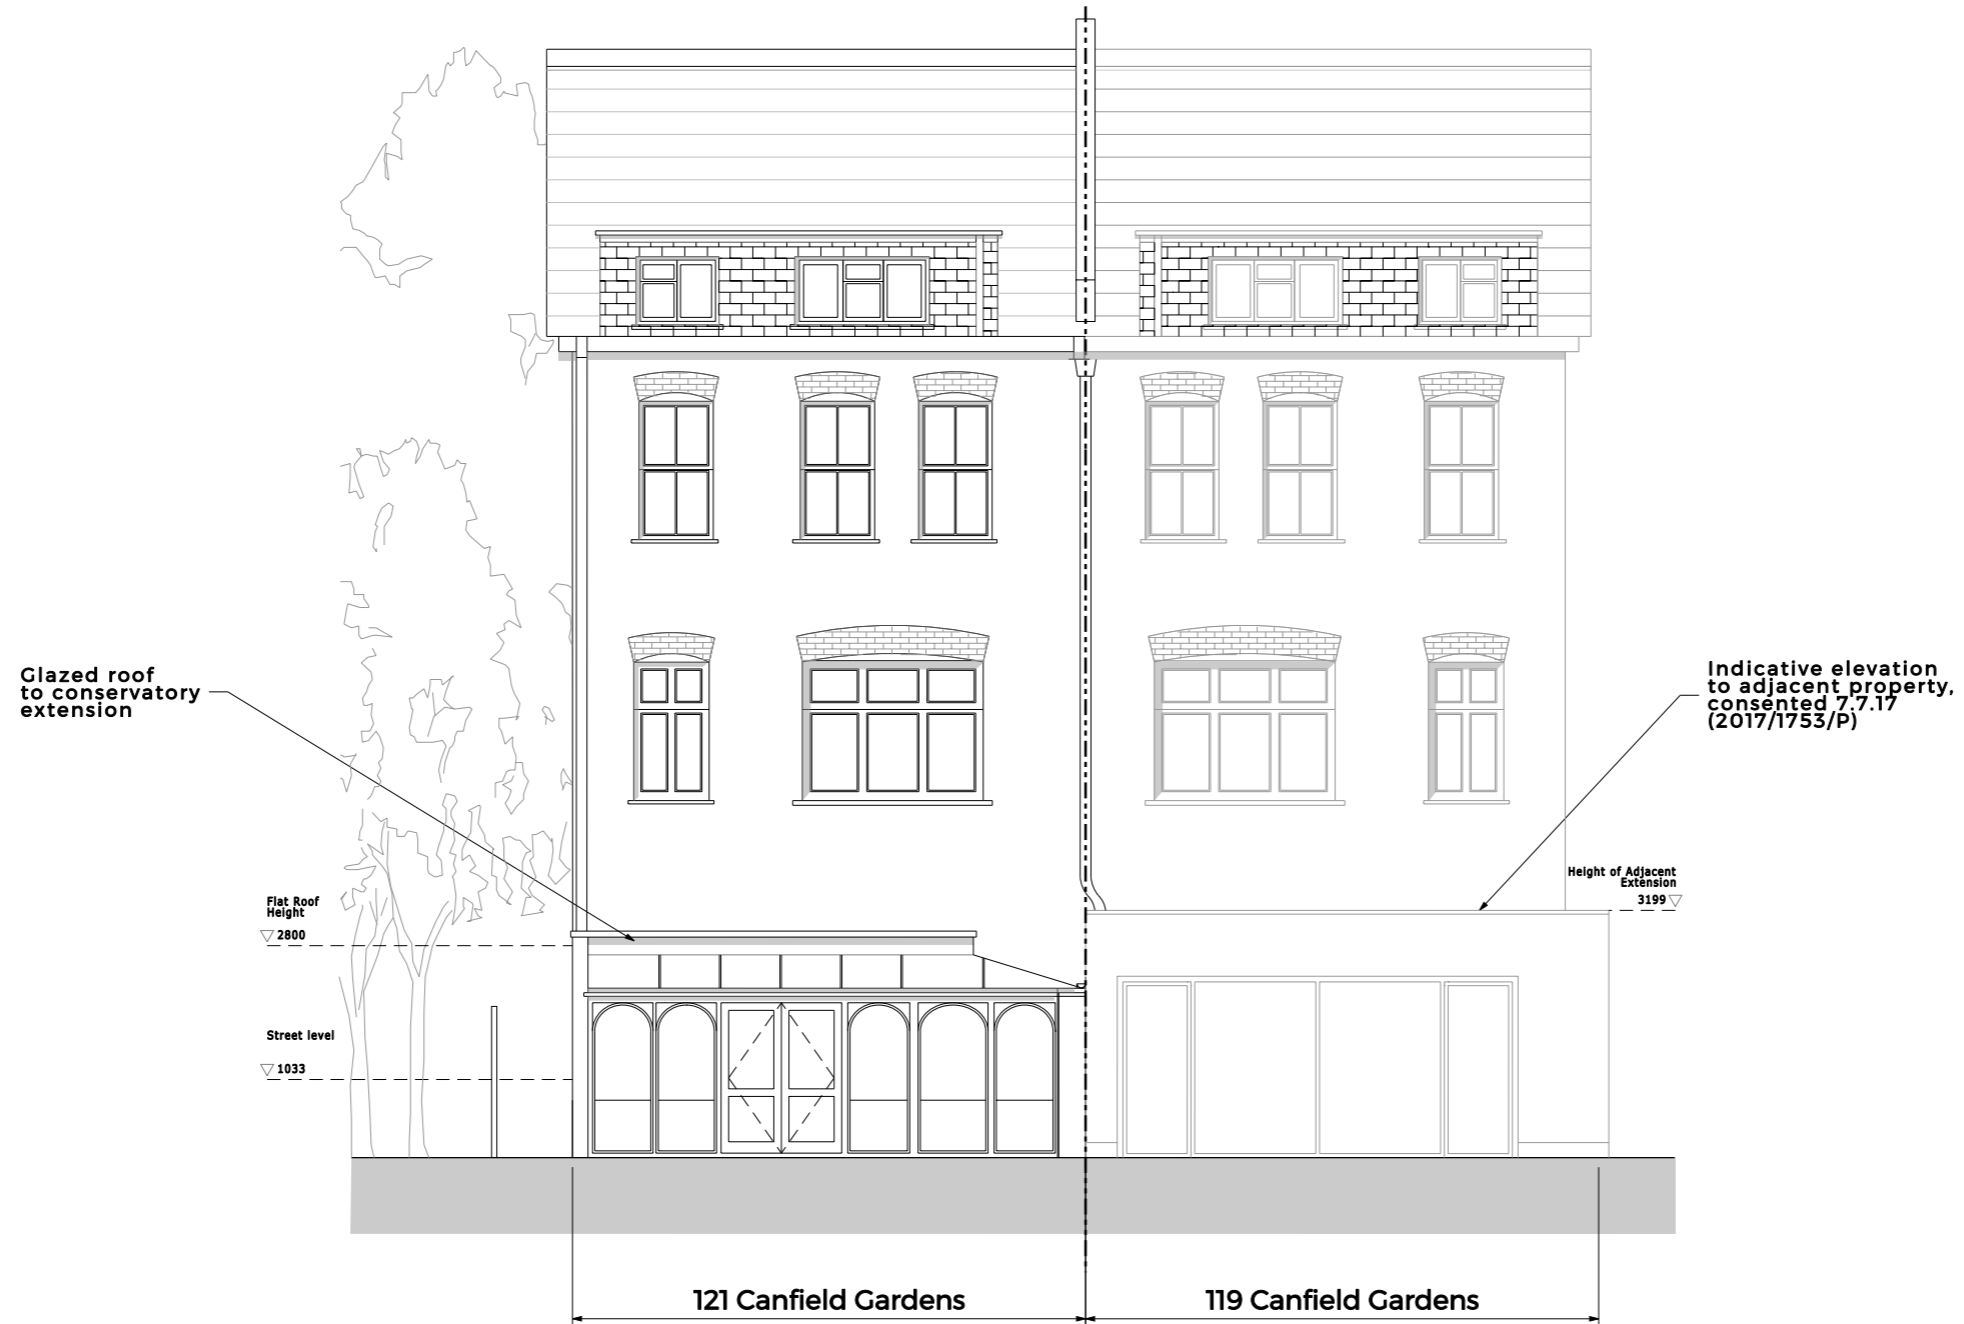 Glazed roof
to conservatory
extension
Indicative elevation
to adjacent property,
consented 7.7.17
(2017/1753/P)
Height of Adjacent
Extension
3199
Flat Roof
Height
2800
Street level
1033
121 Canfield Gardens
119 Canfield Gardens